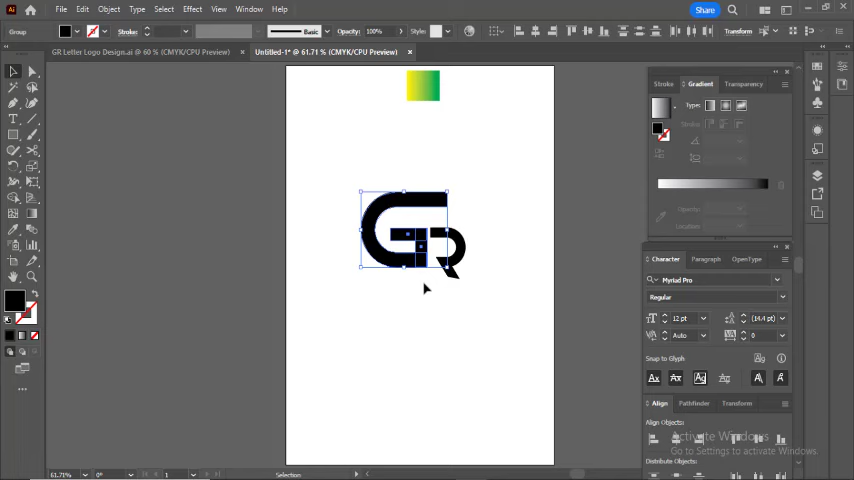 Ai File Edit Object Type Select Effect View Window Help Share
Group Stroke: Basic Opacity: 100% Style: Transform
GR Letter Logo Design.ai @ 60 % (CMYK/CPU Preview) × Untitled-1* @ 61.71 % (CMYK/CPU Preview) ×
Stroke Gradient Transparency
Type:
Stroke:
GR
Opacity:
Location:
Character Paragraph OpenType
Myriad Pro
Regular
12 pt (14.4 pt)
Auto 0
Snap to Glyph
Align Pathfinder Transform
Align Objects:
Activate Windows
Go to Settings to activate Windows.
Distribute Objects:
61.71% 0° 1 Selection